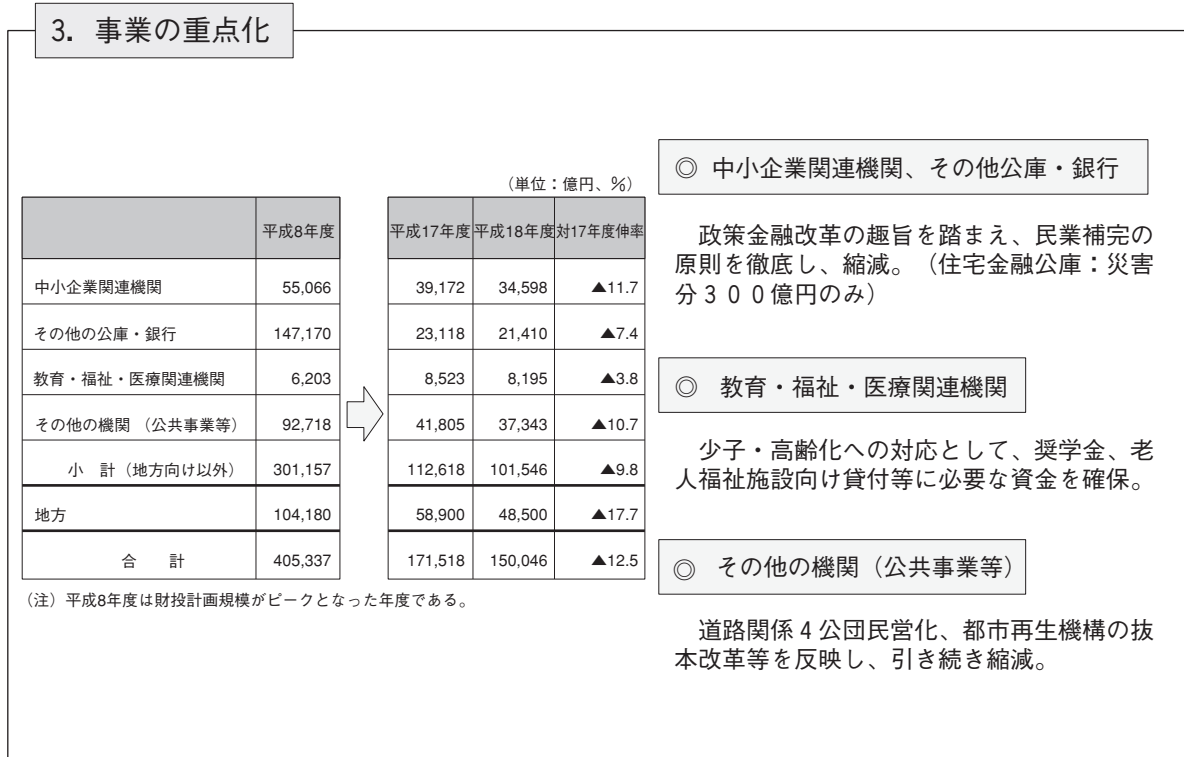 3. 事業の重点化
（単位：億円、％）
平成8年度 平成17年度 平成18年度 対17年度伸率
中小企業関連機関 55,066 39,172 34,598 ▲11.7
その他の公庫・銀行 147,170 23,118 21,410 ▲7.4
教育・福祉・医療関連機関 6,203 8,523 8,195 ▲3.8
その他の機関 （公共事業等） 92,718 41,805 37,343 ▲10.7
小 計（地方向け以外） 301,157 112,618 101,546 ▲9.8
地方 104,180 58,900 48,500 ▲17.7
合 計 405,337 171,518 150,046 ▲12.5
（注）平成8年度は財投計画規模がピークとなった年度である。
◎ 中小企業関連機関、その他公庫・銀行
政策金融改革の趣旨を踏まえ、民業補完の
原則を徹底し、縮減。（住宅金融公庫：災害
分３００億円のみ）
◎ 教育・福祉・医療関連機関
少子・高齢化への対応として、奨学金、老
人福祉施設向け貸付等に必要な資金を確保。
◎ その他の機関（公共事業等）
道路関係４公団民営化、都市再生機構の抜
本改革等を反映し、引き続き縮減。